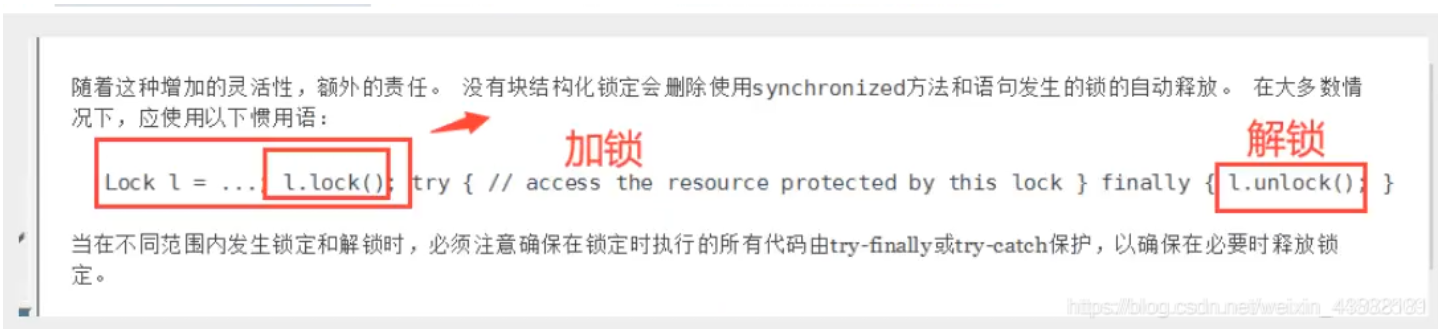 随着这种增加的灵活性，额外的责任。 没有块结构化锁定会删除使用synchronized方法和语句发生的锁的自动释放。 在大多数情
况下，应使用以下惯用语：
加锁
解锁
Lock l = ...; l.lock(); try { // access the resource protected by this lock } finally { l.unlock(); }
当在不同范围内发生锁定和解锁时，必须注意确保在锁定时执行的所有代码由try-finally或try-catch保护，以确保在必要时释放锁
定。